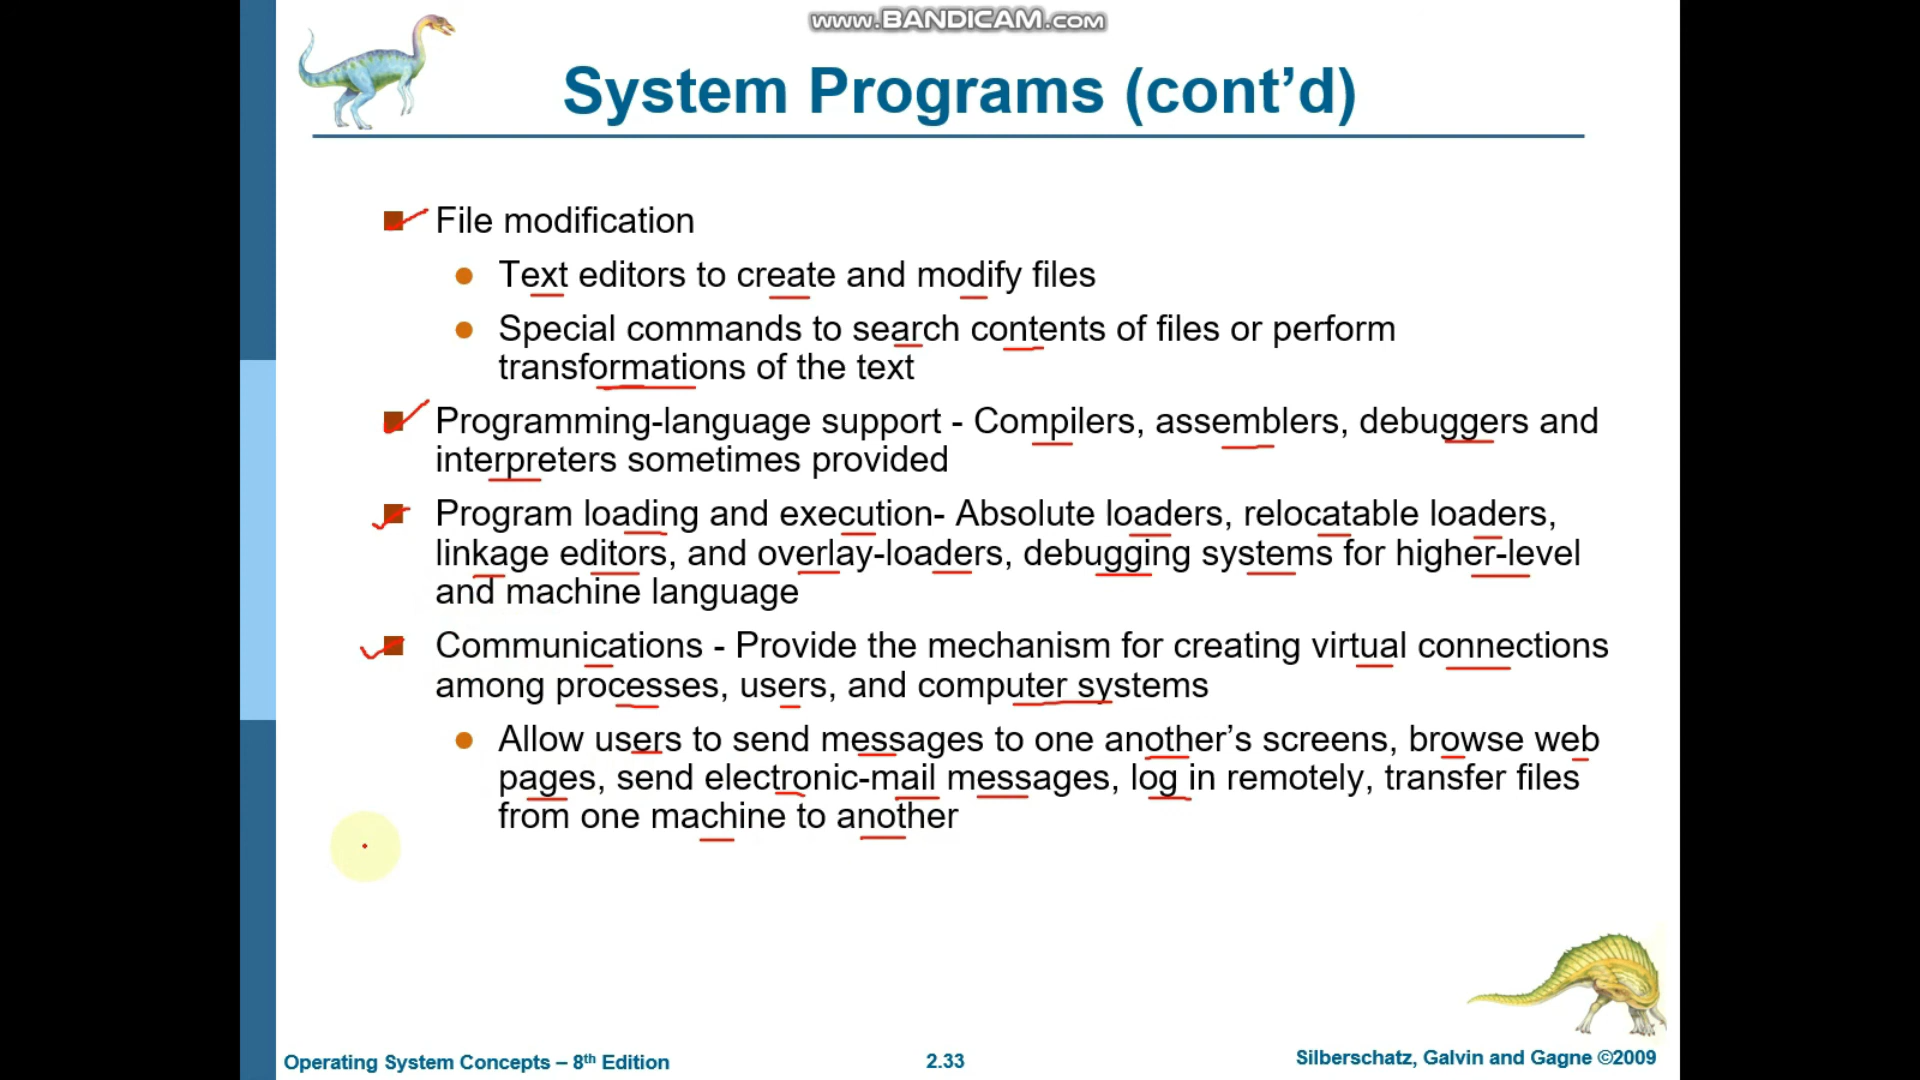 www.BANDICAM.com
System Programs (cont’d)
File modification
Text editors to create and modify files
Special commands to search contents of files or perform
transformations of the text
Programming-language support - Compilers, assemblers, debuggers and
interpreters sometimes provided
Program loading and execution- Absolute loaders, relocatable loaders,
linkage editors, and overlay-loaders, debugging systems for higher-level
and machine language
Communications - Provide the mechanism for creating virtual connections
among processes, users, and computer systems
Allow users to send messages to one another’s screens, browse web
pages, send electronic-mail messages, log in remotely, transfer files
from one machine to another
Operating System Concepts – 8th Edition
2.33
Silberschatz, Galvin and Gagne ©2009